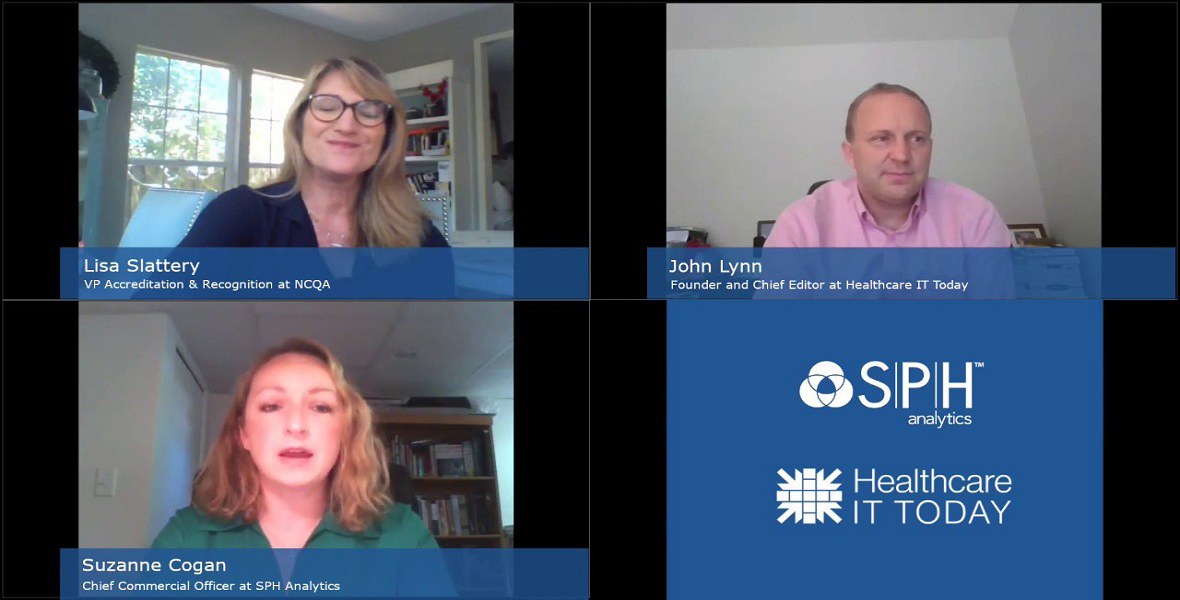 Lisa Slattery
VP Accreditation & Recognition at NCQA
John Lynn
Founder and Chief Editor at Healthcare IT Today
Suzanne Cogan
Chief Commercial Officer at SPH Analytics
S|P|H™
analytics
Healthcare
IT TODAY